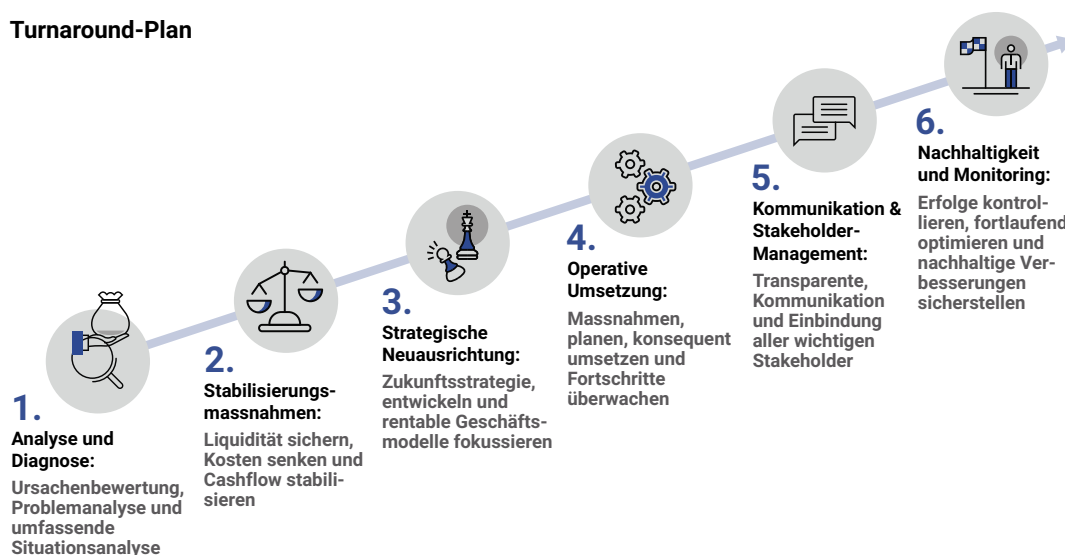 Turnaround-Plan
1.
Analyse und
Diagnose:
Ursachenbewertung,
Problemanalyse und
umfassende
Situationsanalyse
2.
Stabilisierungs-
massnahmen:
Liquidität sichern,
Kosten senken und
Cashflow stabili-
sieren
3.
Strategische
Neuausrichtung:
Zukunftsstrategie,
entwickeln und
rentable Geschäfts-
modelle fokussieren
4.
Operative
Umsetzung:
Massnahmen,
planen, konsequent
umsetzen und
Fortschritte
überwachen
5.
Kommunikation &
Stakeholder-
Management:
Transparente,
Kommunikation
und Einbindung
aller wichtigen
Stakeholder
6.
Nachhaltigkeit
und Monitoring:
Erfolge kontrol-
lieren, fortlaufend
optimieren und
nachhaltige Ver-
besserungen
sicherstellen